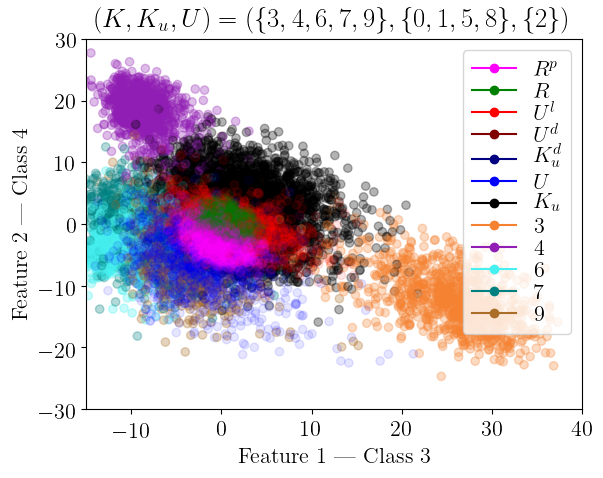 (K, K_u, U) = ({3, 4, 6, 7, 9}, {0, 1, 5, 8}, {2})
30
20
10
0
−10
−20
−30
Feature 2 — Class 4
R^p
R
U^l
U^d
K_u^d
U
K_u
3
4
6
7
9
−10
0
10
20
30
40
Feature 1 — Class 3